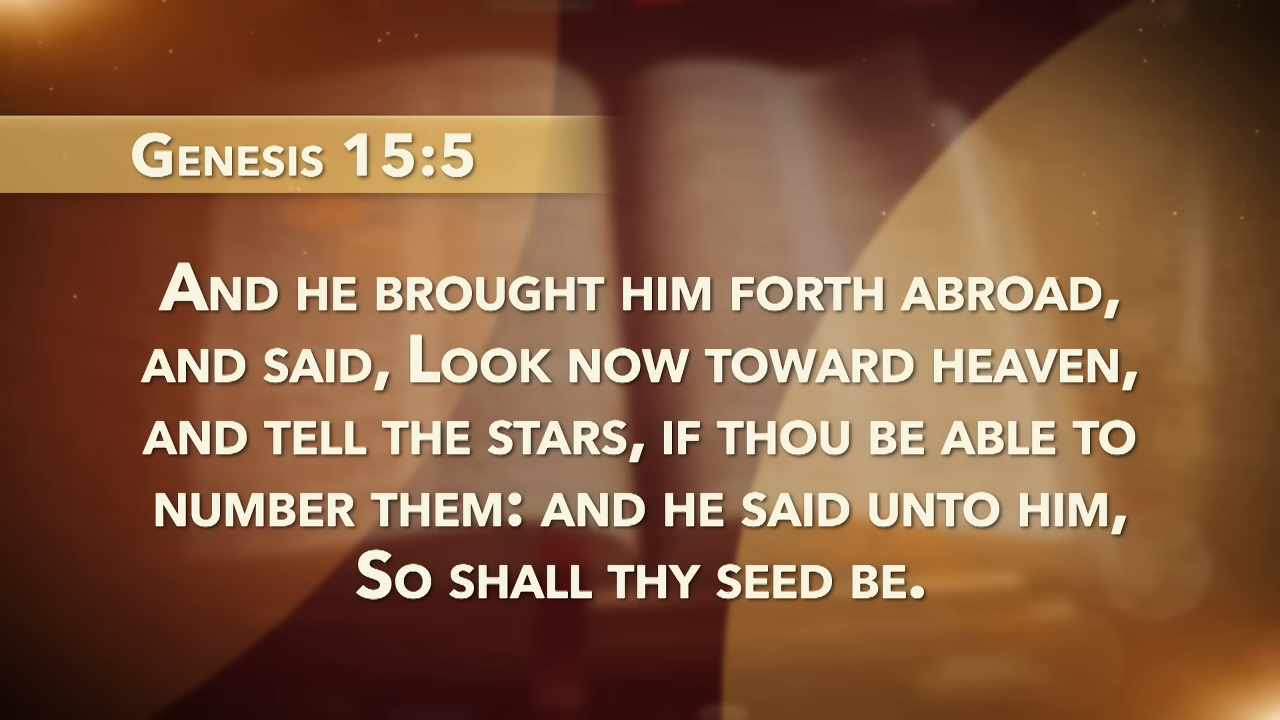 Genesis 15:5
And he brought him forth abroad,
and said, Look now toward heaven,
and tell the stars, if thou be able to
number them: and he said unto him,
So shall thy seed be.